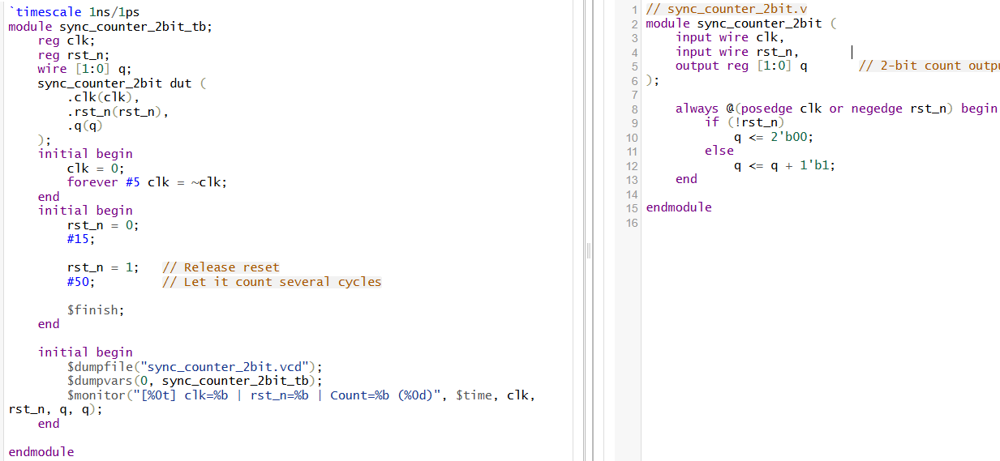 `timescale 1ns/1ps
module sync_counter_2bit_tb;
    reg clk;
    reg rst_n;
    wire [1:0] q;
    sync_counter_2bit dut (
        .clk(clk),
        .rst_n(rst_n),
        .q(q)
    );
    initial begin
        clk = 0;
        forever #5 clk = ~clk;
    end
    initial begin
        rst_n = 0;
        #15;
        rst_n = 1;   // Release reset
        #50;         // Let it count several cycles
        $finish;
    end
    initial begin
        $dumpfile("sync_counter_2bit.vcd");
        $dumpvars(0, sync_counter_2bit_tb);
        $monitor("[%0t] clk=%b | rst_n=%b | Count=%b (%0d)", $time, clk,
rst_n, q, q);
    end
endmodule
1 // sync_counter_2bit.v
2 module sync_counter_2bit (
3     input wire clk,
4     input wire rst_n,
5     output reg [1:0] q       // 2-bit count
6 );
7
8     always @(posedge clk or negedge rst_n) begin
9         if (!rst_n)
10             q <= 2'b00;
11         else
12             q <= q + 1'b1;
13     end
14
15 endmodule
16